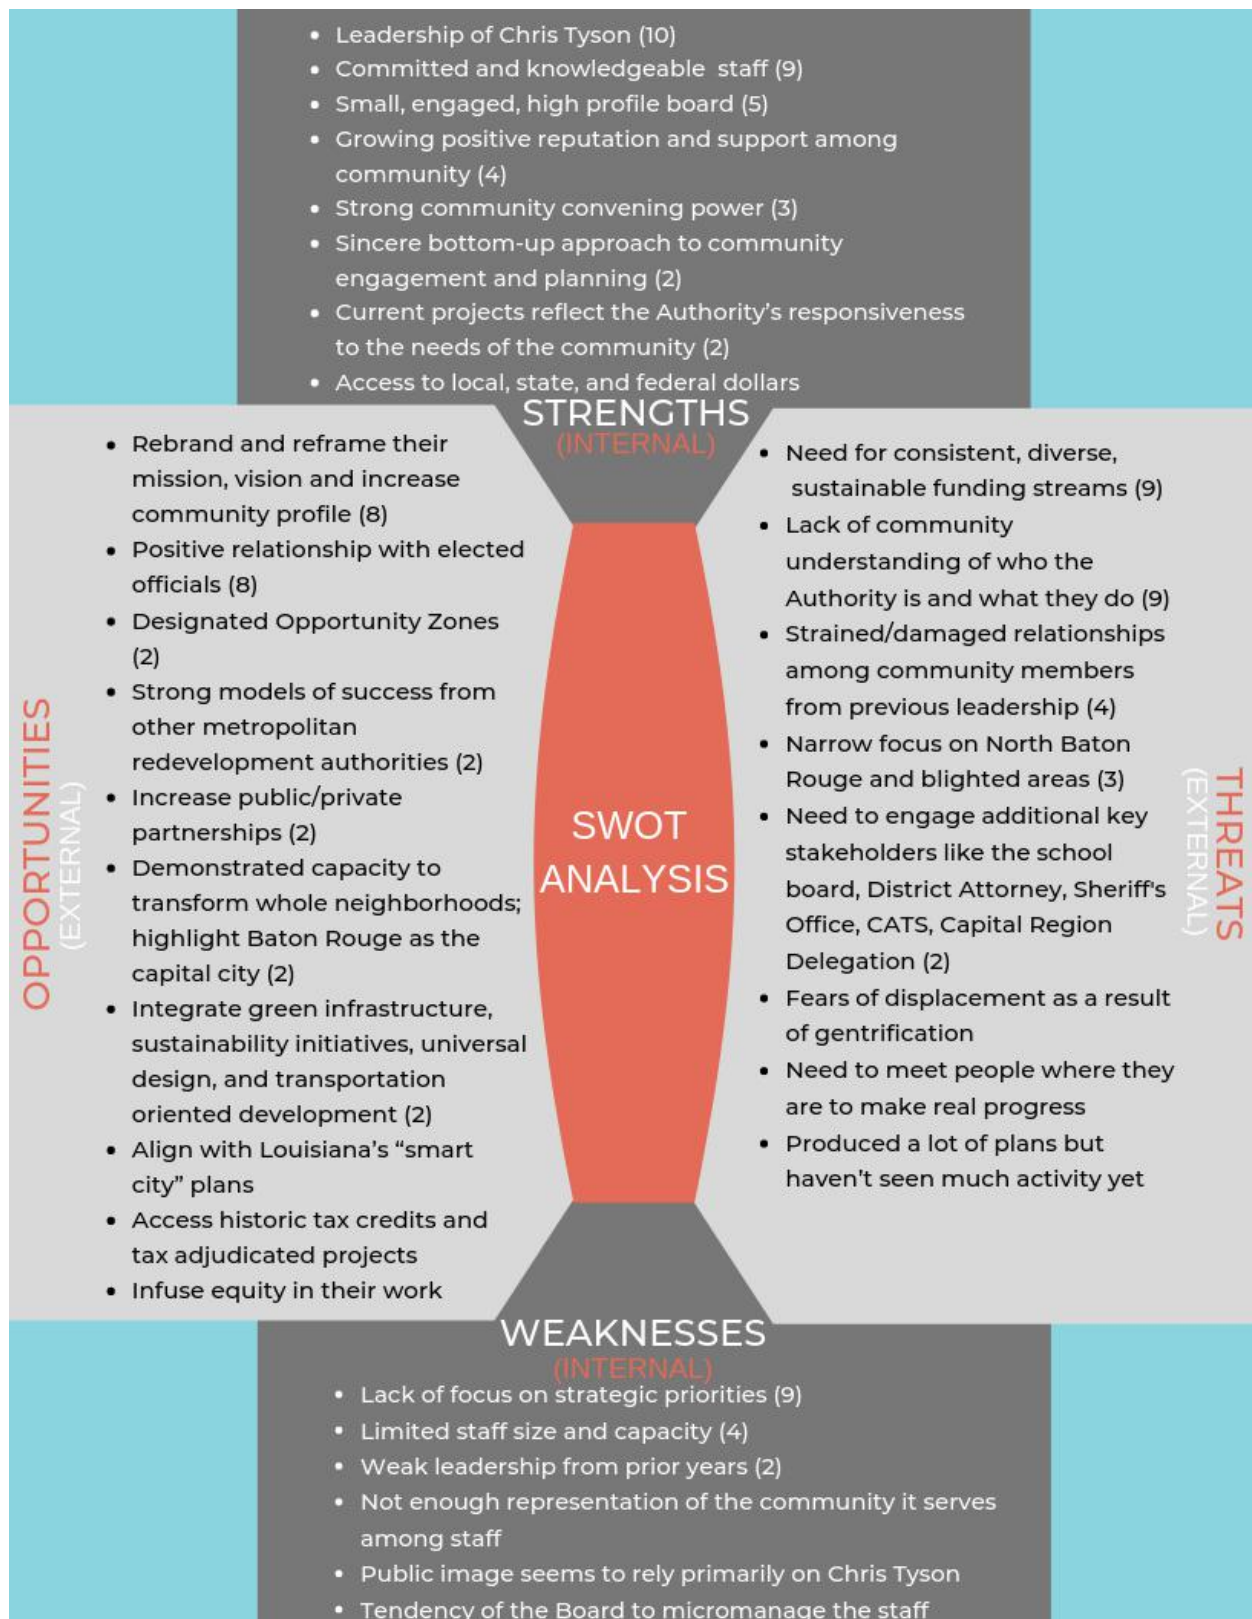 • Leadership of Chris Tyson (10)
• Committed and knowledgeable staff (9)
• Small, engaged, high profile board (5)
• Growing positive reputation and support among
community (4)
• Strong community convening power (3)
• Sincere bottom-up approach to community
engagement and planning (2)
• Current projects reflect the Authority’s responsiveness
to the needs of the community (2)
• Access to local, state, and federal dollars
STRENGTHS
(INTERNAL)
OPPORTUNITIES
(EXTERNAL)
• Rebrand and reframe their
mission, vision and increase
community profile (8)
• Positive relationship with elected
officials (8)
• Designated Opportunity Zones
(2)
• Strong models of success from
other metropolitan
redevelopment authorities (2)
• Increase public/private
partnerships (2)
• Demonstrated capacity to
transform whole neighborhoods;
highlight Baton Rouge as the
capital city (2)
• Integrate green infrastructure,
sustainability initiatives, universal
design, and transportation
oriented development (2)
• Align with Louisiana’s “smart
city” plans
• Access historic tax credits and
tax adjudicated projects
• Infuse equity in their work
SWOT
ANALYSIS
• Need for consistent, diverse,
sustainable funding streams (9)
• Lack of community
understanding of who the
Authority is and what they do (9)
• Strained/damaged relationships
among community members
from previous leadership (4)
• Narrow focus on North Baton
Rouge and blighted areas (3)
• Need to engage additional key
stakeholders like the school
board, District Attorney, Sheriff's
Office, CATS, Capital Region
Delegation (2)
• Fears of displacement as a result
of gentrification
• Need to meet people where they
are to make real progress
• Produced a lot of plans but
haven’t seen much activity yet
THREATS
(EXTERNAL)
WEAKNESSES
(INTERNAL)
• Lack of focus on strategic priorities (9)
• Limited staff size and capacity (4)
• Weak leadership from prior years (2)
• Not enough representation of the community it serves
among staff
• Public image seems to rely primarily on Chris Tyson
• Tendency of the Board to micromanage the staff